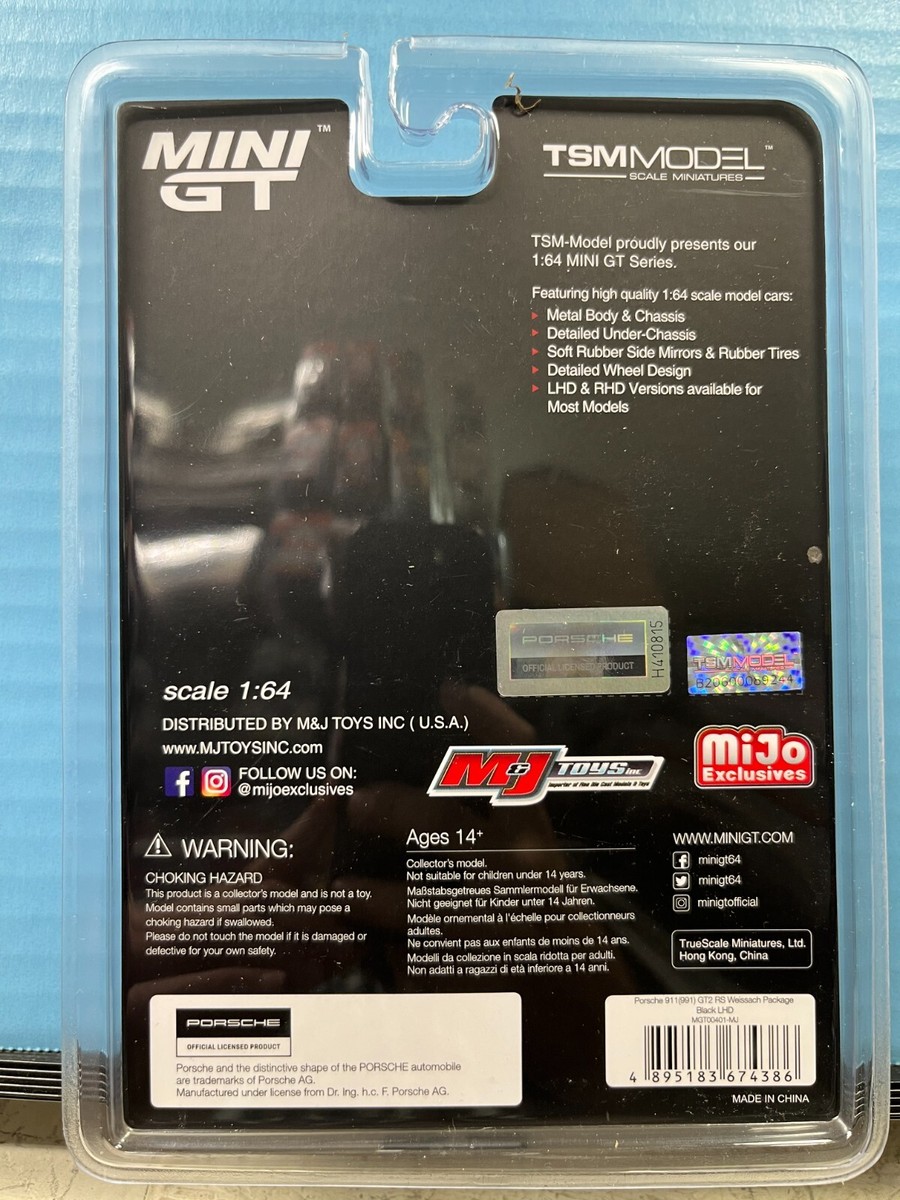 MINI GT™
TSMMODEL™
SCALE MINIATURES
TSM-Model proudly presents our
1:64 MINI GT Series.
Featuring high quality 1:64 scale model cars:
Metal Body & Chassis
Detailed Under-Chassis
Soft Rubber Side Mirrors & Rubber Tires
Detailed Wheel Design
LHD & RHD Versions available for
Most Models
PORSCHE
OFFICIAL LICENSED PRODUCT
H410815
TSMMODEL
scale 1:64
DISTRIBUTED BY M&J TOYS INC ( U.S.A.)
www.MJTOYSINC.com
FOLLOW US ON:
@mijoexclusives
M&J TOYS inc.
Importer of Fine Die Cast Models & Toys
MiJo
Exclusives
WARNING:
CHOKING HAZARD
This product is a collector's model and is not a toy.
Model contains small parts which may pose a
choking hazard if swallowed.
Please do not touch the model if it is damaged or
defective for your own safety.
Ages 14+
Collector's model.
Not suitable for children under 14 years.
Maßstabsgetreues Sammlermodell für Erwachsene.
Nicht geeignet für Kinder unter 14 Jahren.
Modèle ornemental à l'échelle pour collectionneurs
adultes.
Ne convient pas aux enfants de moins de 14 ans.
Modelli da collezione in scala ridotta per adulti.
Non adatti a ragazzi di età inferiore a 14 anni.
WWW.MINIGT.COM
minigt64
minigt64
minigtofficial
TrueScale Miniatures, Ltd.
Hong Kong, China
PORSCHE
OFFICIAL LICENSED PRODUCT
Porsche and the distinctive shape of the PORSCHE automobile
are trademarks of Porsche AG.
Manufactured under license from Dr. Ing. h.c. F. Porsche AG.
Porsche 911(991) GT2 RS Weissach Package
Black LHD
MGT00401-MJ
4 895183 674386
MADE IN CHINA